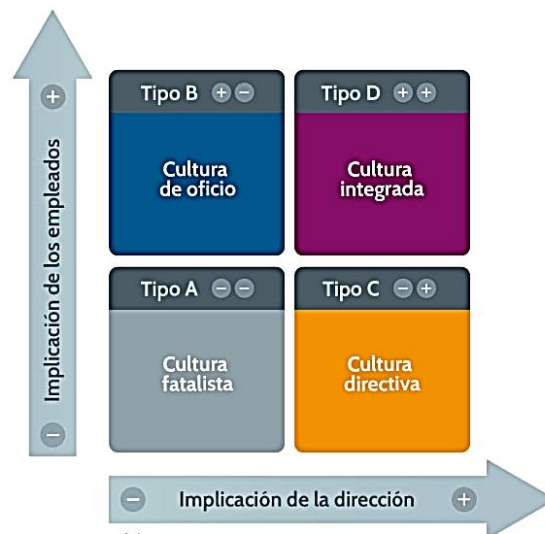 +
Implicación de los empleados
−
Tipo B + −
Cultura
de oficio
Tipo D + +
Cultura
integrada
Tipo A − −
Cultura
fatalista
Tipo C − +
Cultura
directiva
− Implicación de la dirección +